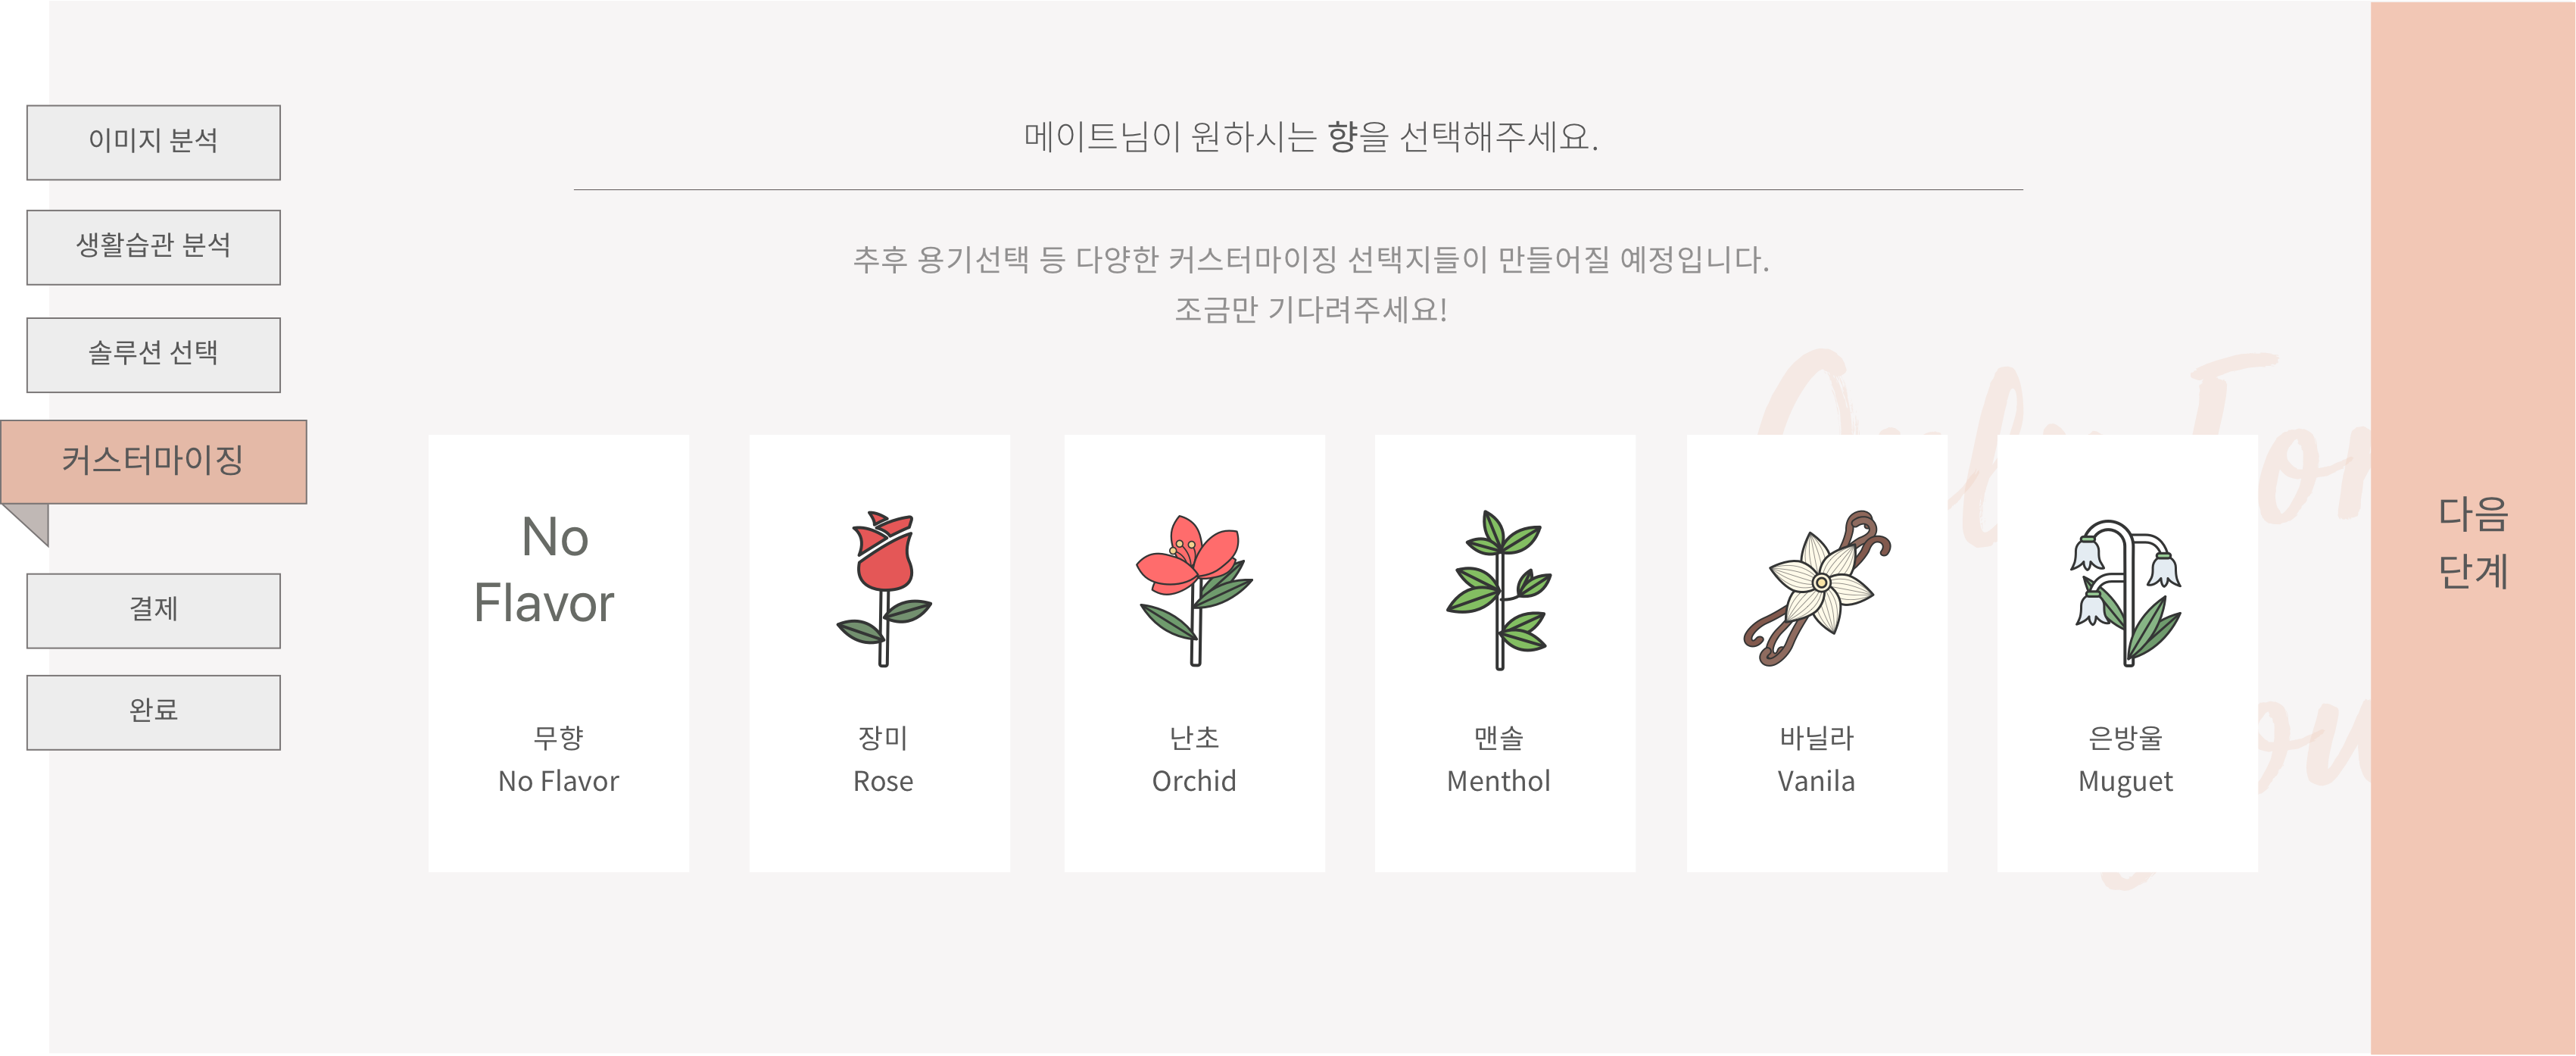 이미지 분석
생활습관 분석
솔루션 선택
커스터마이징
결제
완료
메이트님이 원하시는 향을 선택해주세요.
추후 용기선택 등 다양한 커스터마이징 선택지들이 만들어질 예정입니다.
조금만 기다려주세요!
Only For
No
Flavor
무향
No Flavor
장미
Rose
난초
Orchid
맨솔
Menthol
바닐라
Vanila
은방울
Muguet
다음
단계